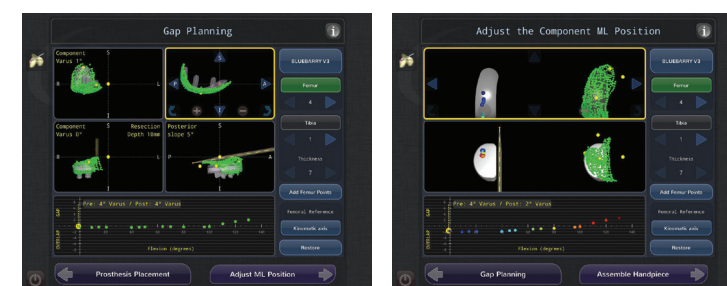 Gap Planning
i
Component
Varus 1°
S
R
L
I
S
P
A
I
Component
Varus 0°
Resection
Depth 10mm
S
R
L
I
Posterior
slope 5°
S
P
A
I
BLUEBARRY V3
Femur
4
Tibia
1
Thickness
7
Add Femur Points
Femoral Reference
Kinematic axis
Restore
Pre: 4° Varus / Post: 4° Varus
GAP
OVERLAP
Flexion (degrees)
Prosthesis Placement
Adjust ML Position
Adjust the Component ML Position
i
BLUEBARRY V3
Femur
4
Tibia
1
Thickness
7
Add Femur Points
Femoral Reference
Kinematic axis
Restore
Pre: 4° Varus / Post: 2° Varus
GAP
OVERLAP
Flexion (degrees)
Gap Planning
Assemble Handpiece